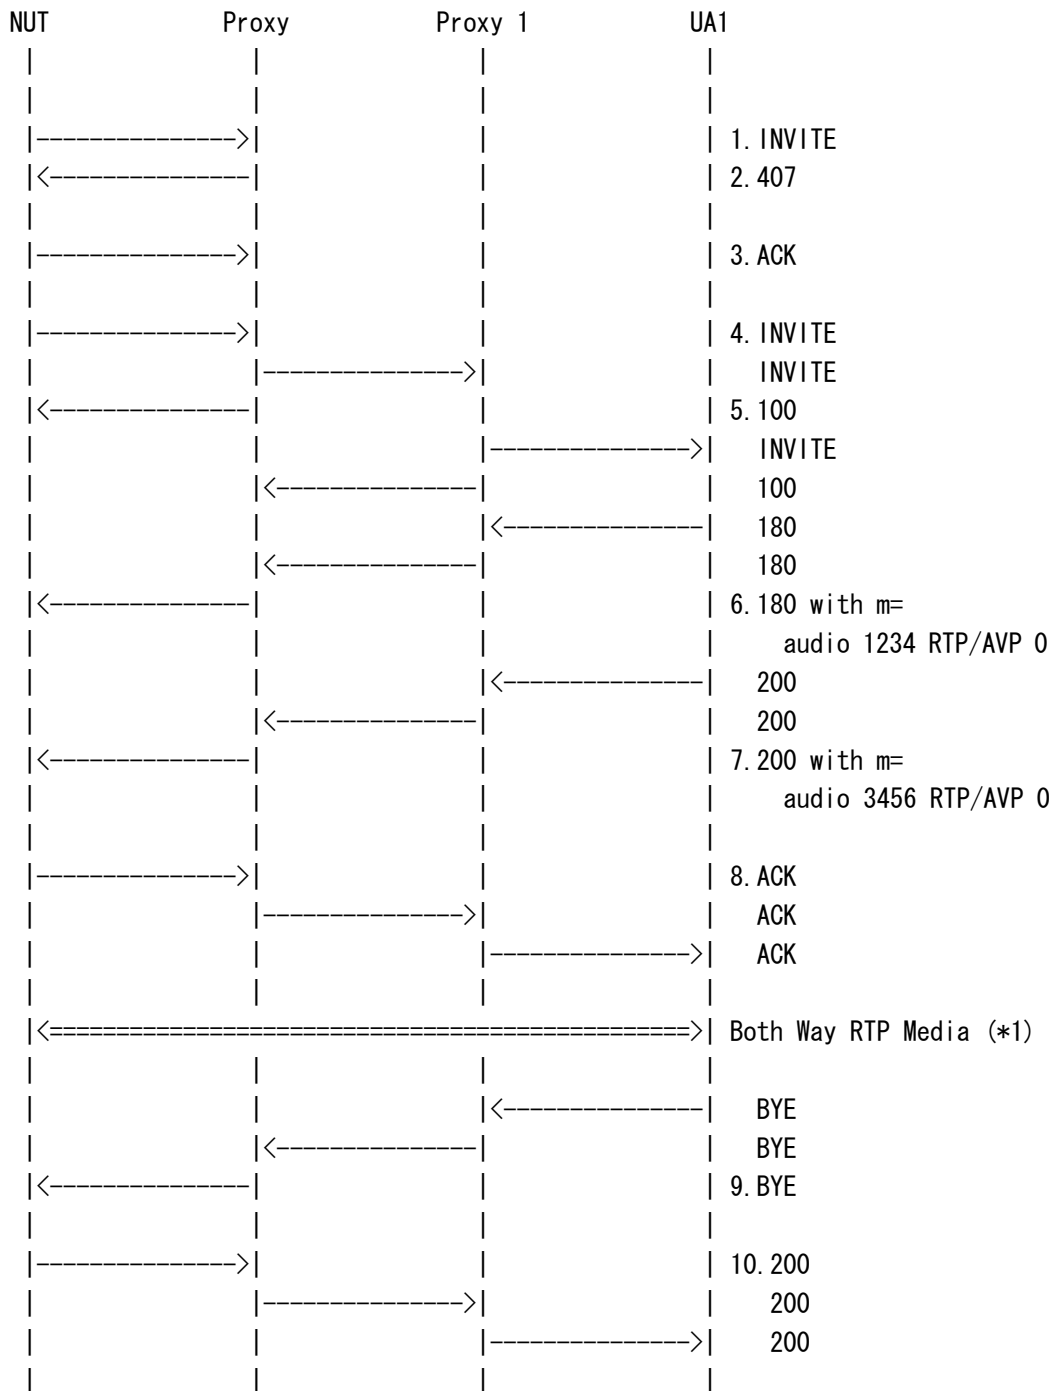 NUT Proxy Proxy 1 UA1
1. INVITE
2. 407
3. ACK
4. INVITE
INVITE
5. 100
INVITE
100
180
180
6. 180 with m=
audio 1234 RTP/AVP 0
200
200
7. 200 with m=
audio 3456 RTP/AVP 0
8. ACK
ACK
ACK
Both Way RTP Media (*1)
BYE
BYE
9. BYE
10. 200
200
200